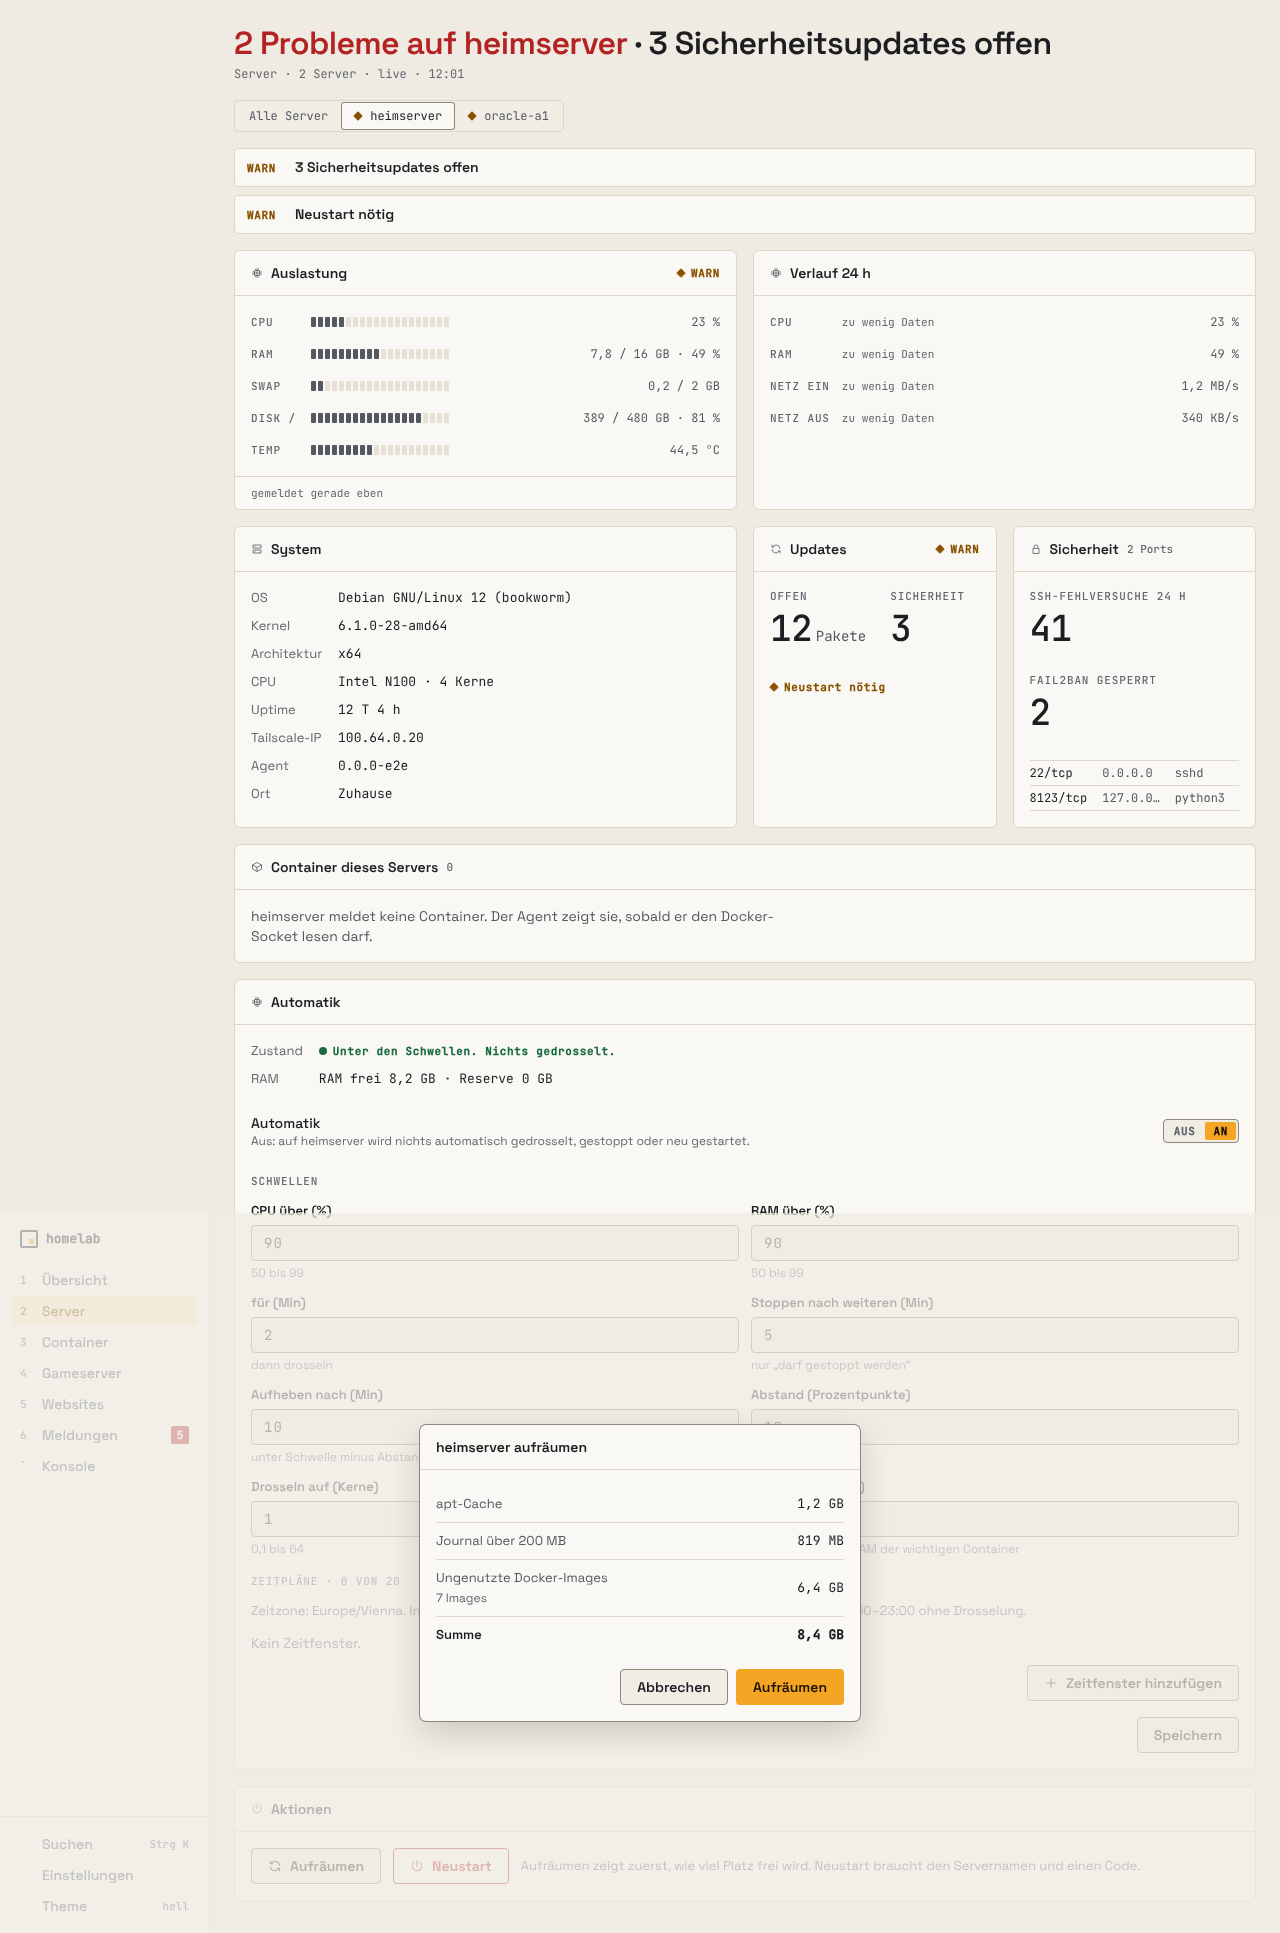 2 Probleme auf heimserver · 3 Sicherheitsupdates offen
Server · 2 Server · live · 12:01
Alle Server
heimserver
oracle-a1
WARN 3 Sicherheitsupdates offen
WARN Neustart nötig
Auslastung WARN
CPU 23 %
RAM 7,8 / 16 GB · 49 %
SWAP 0,2 / 2 GB
DISK / 389 / 480 GB · 81 %
TEMP 44,5 °C
gemeldet gerade eben
Verlauf 24 h
CPU zu wenig Daten 23 %
RAM zu wenig Daten 49 %
NETZ EIN zu wenig Daten 1,2 MB/s
NETZ AUS zu wenig Daten 340 KB/s
System
OS Debian GNU/Linux 12 (bookworm)
Kernel 6.1.0-28-amd64
Architektur x64
CPU Intel N100 · 4 Kerne
Uptime 12 T 4 h
Tailscale-IP 100.64.0.20
Agent 0.0.0-e2e
Ort Zuhause
Updates WARN
OFFEN SICHERHEIT
12 Pakete 3
Neustart nötig
Sicherheit 2 Ports
SSH-FEHLVERSUCHE 24 H
41
FAIL2BAN GESPERRT
2
22/tcp 0.0.0.0 sshd
8123/tcp 127.0.0… python3
Container dieses Servers 0
heimserver meldet keine Container. Der Agent zeigt sie, sobald er den Docker-
Socket lesen darf.
Automatik
Zustand Unter den Schwellen. Nichts gedrosselt.
RAM RAM frei 8,2 GB · Reserve 0 GB
Automatik
Aus: auf heimserver wird nichts automatisch gedrosselt, gestoppt oder neu gestartet.
AUS AN
SCHWELLEN
CPU über (%) RAM über (%)
90 90
50 bis 99 50 bis 99
für (Min) Stoppen nach weiteren (Min)
2 5
dann drosseln nur „darf gestoppt werden“
Aufheben nach (Min) Abstand (Prozentpunkte)
10 10
unter Schwelle minus Abstan
Drosseln auf (Kerne) )
1
0,1 bis 64 AM der wichtigen Container
ZEITPLÄNE · 0 VON 20
Zeitzone: Europe/Vienna. 00–23:00 ohne Drosselung.
Kein Zeitfenster.
Zeitfenster hinzufügen
Speichern
heimserver aufräumen
apt-Cache 1,2 GB
Journal über 200 MB 819 MB
Ungenutzte Docker-Images 6,4 GB
7 Images
Summe 8,4 GB
Abbrechen Aufräumen
Aktionen
Aufräumen Neustart Aufräumen zeigt zuerst, wie viel Platz frei wird. Neustart braucht den Servernamen und einen Code.
homelab
1 Übersicht
2 Server
3 Container
4 Gameserver
5 Websites
6 Meldungen 5
` Konsole
Suchen Strg K
Einstellungen
Theme hell